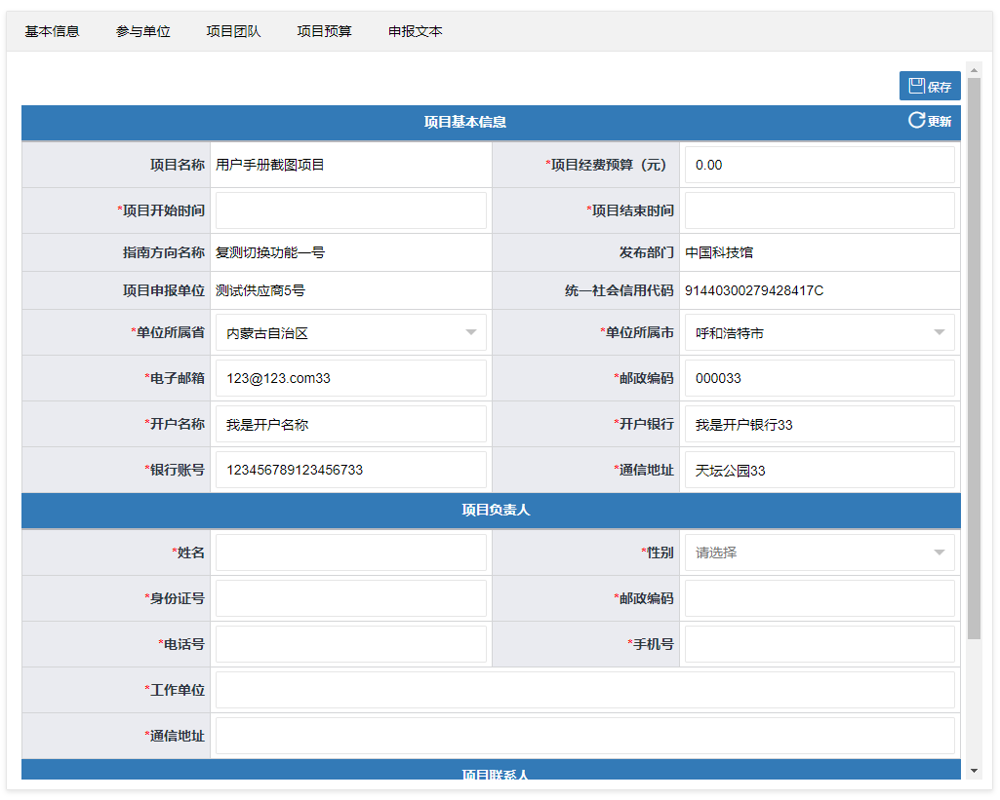 基本信息 参与单位 项目团队 项目预算 申报文本
保存
项目基本信息 更新
项目名称 用户手册截图项目 *项目经费预算（元） 0.00
*项目开始时间 *项目结束时间
指南方向名称 复测切换功能一号 发布部门 中国科技馆
项目申报单位 测试供应商5号 统一社会信用代码 91440300279428417C
*单位所属省 内蒙古自治区 *单位所属市 呼和浩特市
*电子邮箱 123@123.com33 *邮政编码 000033
*开户名称 我是开户名称 *开户银行 我是开户银行33
*银行账号 123456789123456733 *通信地址 天坛公园33
项目负责人
*姓名 *性别 请选择
*身份证号 *邮政编码
*电话号 *手机号
*工作单位
*通信地址
项目联系人